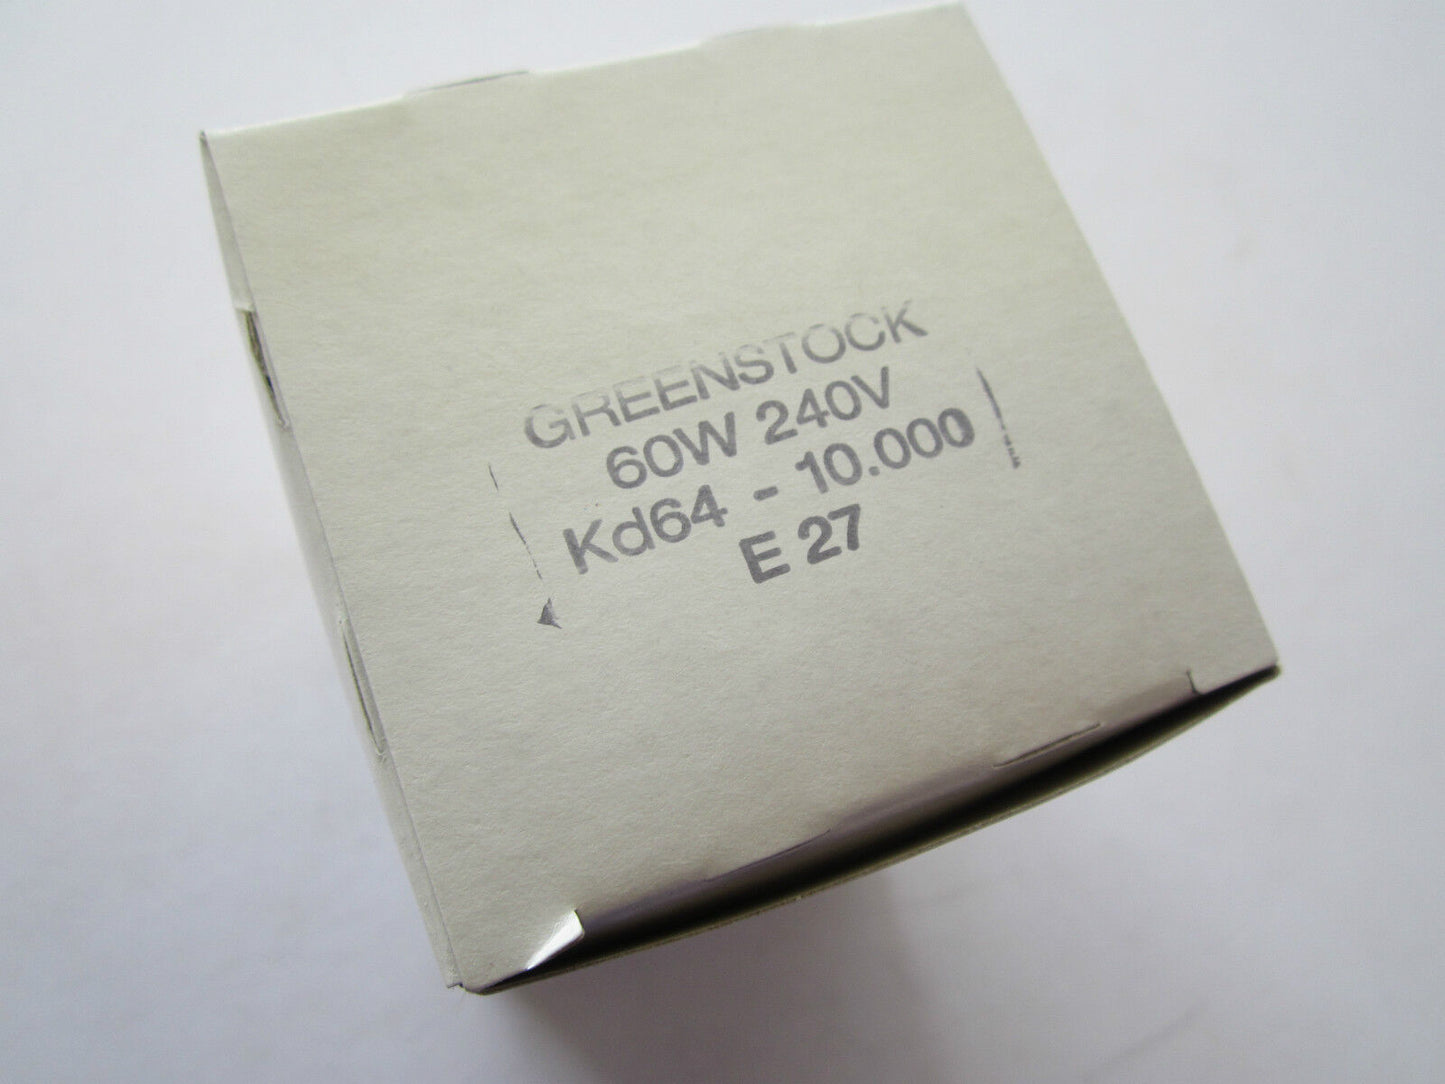 GREENSTOCK
60W 240V
Kd64 - 10.000
E 27